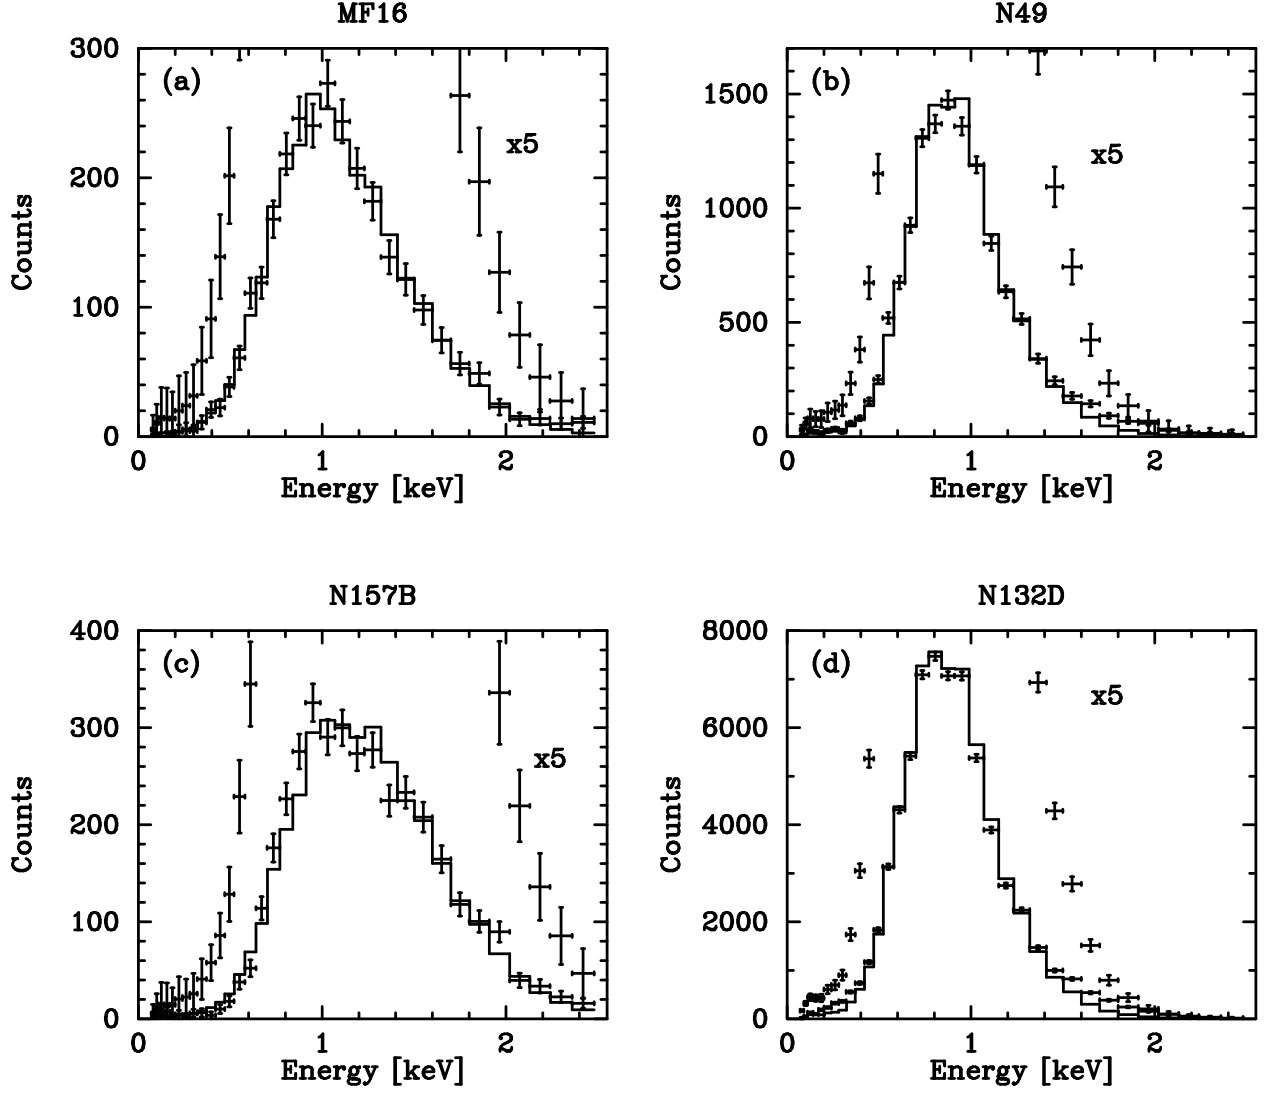 MF16
300
200
100
0
(a)
x5
Counts
0 1 2
Energy [keV]
N49
1500
1000
500
0
(b)
x5
Counts
0 1 2
Energy [keV]
N157B
400
300
200
100
0
(c)
x5
Counts
0 1 2
Energy [keV]
N132D
8000
6000
4000
2000
0
(d)
x5
Counts
0 1 2
Energy [keV]